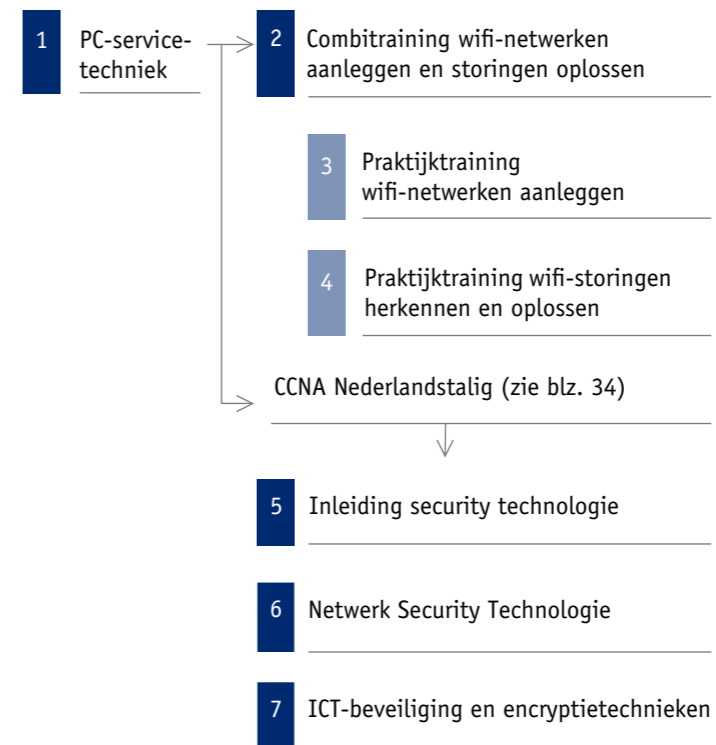 1 PC-service-
techniek
2 Combitraining wifi-netwerken
aanleggen en storingen oplossen
3 Praktijktraining
wifi-netwerken aanleggen
4 Praktijktraining wifi-storingen
herkennen en oplossen
CCNA Nederlandstalig (zie blz. 34)
5 Inleiding security technologie
6 Netwerk Security Technologie
7 ICT-beveiliging en encryptietechnieken